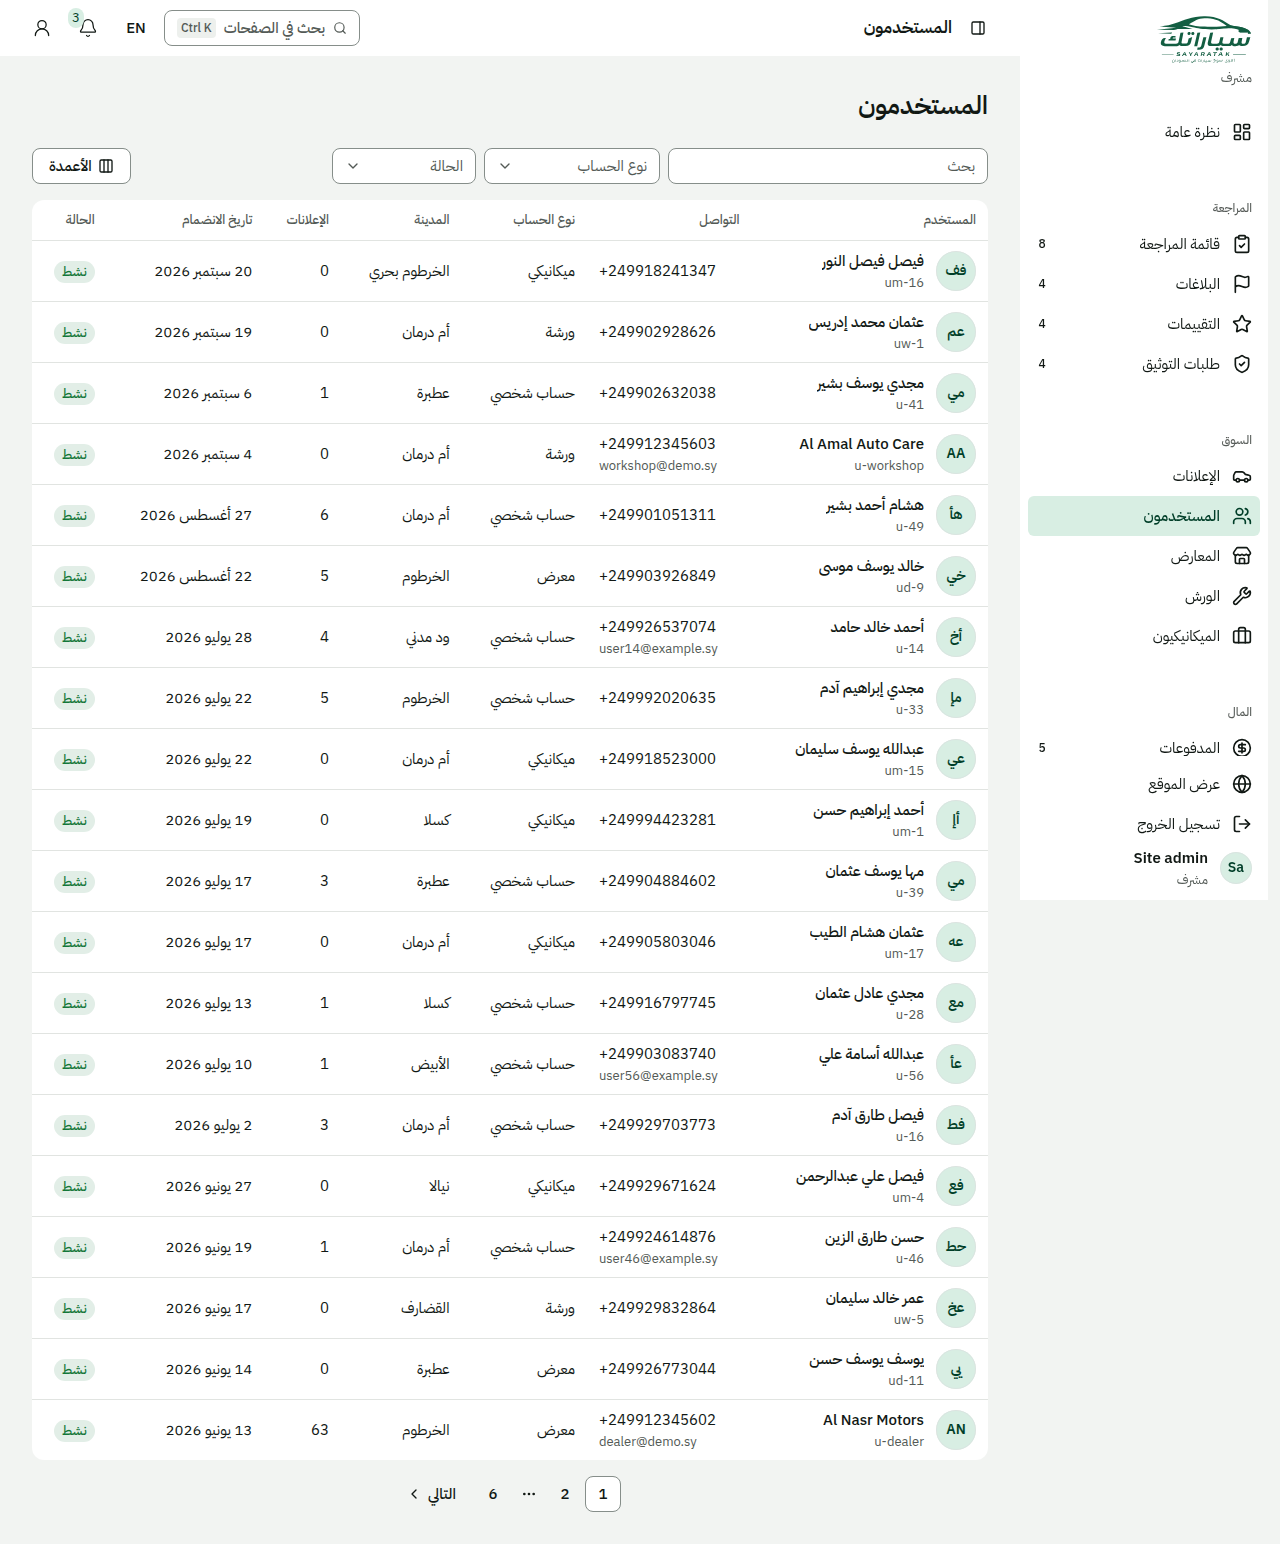 المستخدمون
بحث في الصفحات
Ctrl K
EN
3
سياراتك
SAYARATAK
مشرف
نظرة عامة
المراجعة
قائمة المراجعة 8
البلاغات 4
التقييمات 4
طلبات التوثيق 4
السوق
الإعلانات
المستخدمون
المعارض
الورش
الميكانيكيون
المال
المدفوعات 5
عرض الموقع
تسجيل الخروج
Sa
Site admin
مشرف
المستخدمون
بحث
نوع الحساب
الحالة
الأعمدة
المستخدم التواصل نوع الحساب المدينة الإعلانات تاريخ الانضمام الحالة
فف فيصل فيصل النور +249918241347 ميكانيكي الخرطوم بحري 0 20 سبتمبر 2026 نشط
um-16
عم عثمان محمد إدريس +249902928626 ورشة أم درمان 0 19 سبتمبر 2026 نشط
uw-1
مي مجدي يوسف بشير +249902632038 حساب شخصي عطبرة 1 6 سبتمبر 2026 نشط
u-41
AA Al Amal Auto Care +249912345603 ورشة أم درمان 0 4 سبتمبر 2026 نشط
u-workshop workshop@demo.sy
هأ هشام أحمد بشير +249901051311 حساب شخصي أم درمان 6 27 أغسطس 2026 نشط
u-49
خي خالد يوسف موسى +249903926849 معرض الخرطوم 5 22 أغسطس 2026 نشط
ud-9
أخ أحمد خالد حامد +249926537074 حساب شخصي ود مدني 4 28 يوليو 2026 نشط
u-14 user14@example.sy
مإ مجدي إبراهيم آدم +249992020635 حساب شخصي الخرطوم 5 22 يوليو 2026 نشط
u-33
عي عبدالله يوسف سليمان +249918523000 ميكانيكي أم درمان 0 22 يوليو 2026 نشط
um-15
أإ أحمد إبراهيم حسن +249994423281 ميكانيكي كسلا 0 19 يوليو 2026 نشط
um-1
مي مها يوسف عثمان +249904884602 حساب شخصي عطبرة 3 17 يوليو 2026 نشط
u-39
عه عثمان هشام الطيب +249905803046 ميكانيكي أم درمان 0 17 يوليو 2026 نشط
um-17
مع مجدي عادل عثمان +249916797745 حساب شخصي كسلا 1 13 يوليو 2026 نشط
u-28
عأ عبدالله أسامة علي +249903083740 حساب شخصي الأبيض 1 10 يوليو 2026 نشط
u-56 user56@example.sy
فط فيصل طارق آدم +249929703773 حساب شخصي أم درمان 3 2 يوليو 2026 نشط
u-16
فع فيصل علي عبدالرحمن +249929671624 ميكانيكي نيالا 0 27 يونيو 2026 نشط
um-4
حط حسن طارق الزين +249924614876 حساب شخصي أم درمان 1 19 يونيو 2026 نشط
u-46 user46@example.sy
عخ عمر خالد سليمان +249929832864 ورشة القضارف 0 17 يونيو 2026 نشط
uw-5
يي يوسف يوسف حسن +249926773044 معرض عطبرة 0 14 يونيو 2026 نشط
ud-11
AN Al Nasr Motors +249912345602 معرض الخرطوم 63 13 يونيو 2026 نشط
u-dealer dealer@demo.sy
1 2 ... 6 التالي